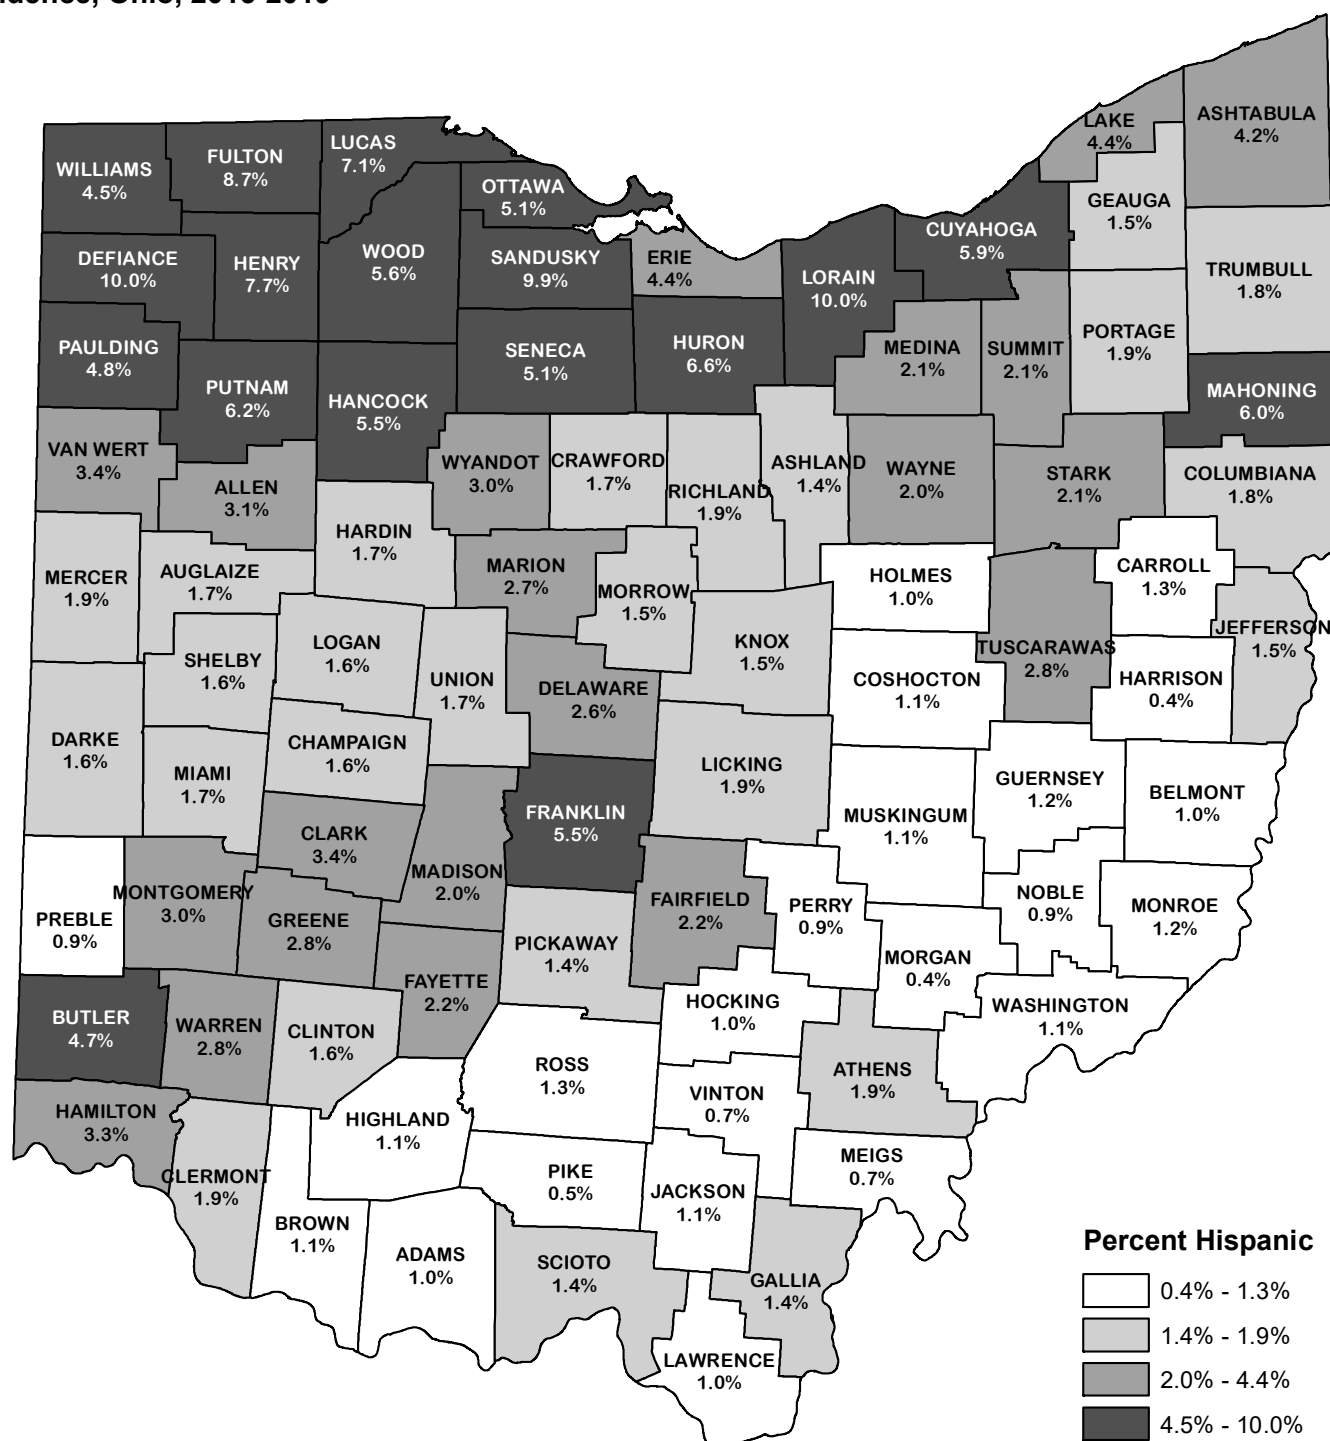 Ohio, 2015-2019
ASHTABULA
4.2%
LAKE
4.4%
LUCAS
7.1%
FULTON
8.7%
WILLIAMS
4.5%
OTTAWA
5.1%
GEAUGA
1.5%
CUYAHOGA
5.9%
WOOD
5.6%
SANDUSKY
9.9%
ERIE
4.4%
DEFIANCE
10.0%
HENRY
7.7%
LORAIN
10.0%
TRUMBULL
1.8%
PORTAGE
1.9%
PAULDING
4.8%
SENECA
5.1%
HURON
6.6%
MEDINA
2.1%
SUMMIT
2.1%
PUTNAM
6.2%
HANCOCK
5.5%
MAHONING
6.0%
VAN WERT
3.4%
WYANDOT
3.0%
CRAWFORD
1.7%
ASHLAND
1.4%
WAYNE
2.0%
STARK
2.1%
COLUMBIANA
1.8%
ALLEN
3.1%
RICHLAND
1.9%
HARDIN
1.7%
MERCER
1.9%
AUGLAIZE
1.7%
MARION
2.7%
MORROW
1.5%
HOLMES
1.0%
CARROLL
1.3%
JEFFERSON
1.5%
LOGAN
1.6%
KNOX
1.5%
TUSCARAWAS
2.8%
SHELBY
1.6%
UNION
1.7%
DELAWARE
2.6%
COSHOCTON
1.1%
HARRISON
0.4%
DARKE
1.6%
CHAMPAIGN
1.6%
MIAMI
1.7%
LICKING
1.9%
GUERNSEY
1.2%
BELMONT
1.0%
FRANKLIN
5.5%
MUSKINGUM
1.1%
CLARK
3.4%
MADISON
2.0%
MONTGOMERY
3.0%
PREBLE
0.9%
GREENE
2.8%
FAIRFIELD
2.2%
PERRY
0.9%
NOBLE
0.9%
MONROE
1.2%
PICKAWAY
1.4%
MORGAN
0.4%
FAYETTE
2.2%
HOCKING
1.0%
WASHINGTON
1.1%
BUTLER
4.7%
WARREN
2.8%
CLINTON
1.6%
ROSS
1.3%
ATHENS
1.9%
VINTON
0.7%
HAMILTON
3.3%
HIGHLAND
1.1%
MEIGS
0.7%
CLERMONT
1.9%
PIKE
0.5%
JACKSON
1.1%
BROWN
1.1%
ADAMS
1.0%
SCIOTO
1.4%
GALLIA
1.4%
LAWRENCE
1.0%
Percent Hispanic
0.4% - 1.3%
1.4% - 1.9%
2.0% - 4.4%
4.5% - 10.0%